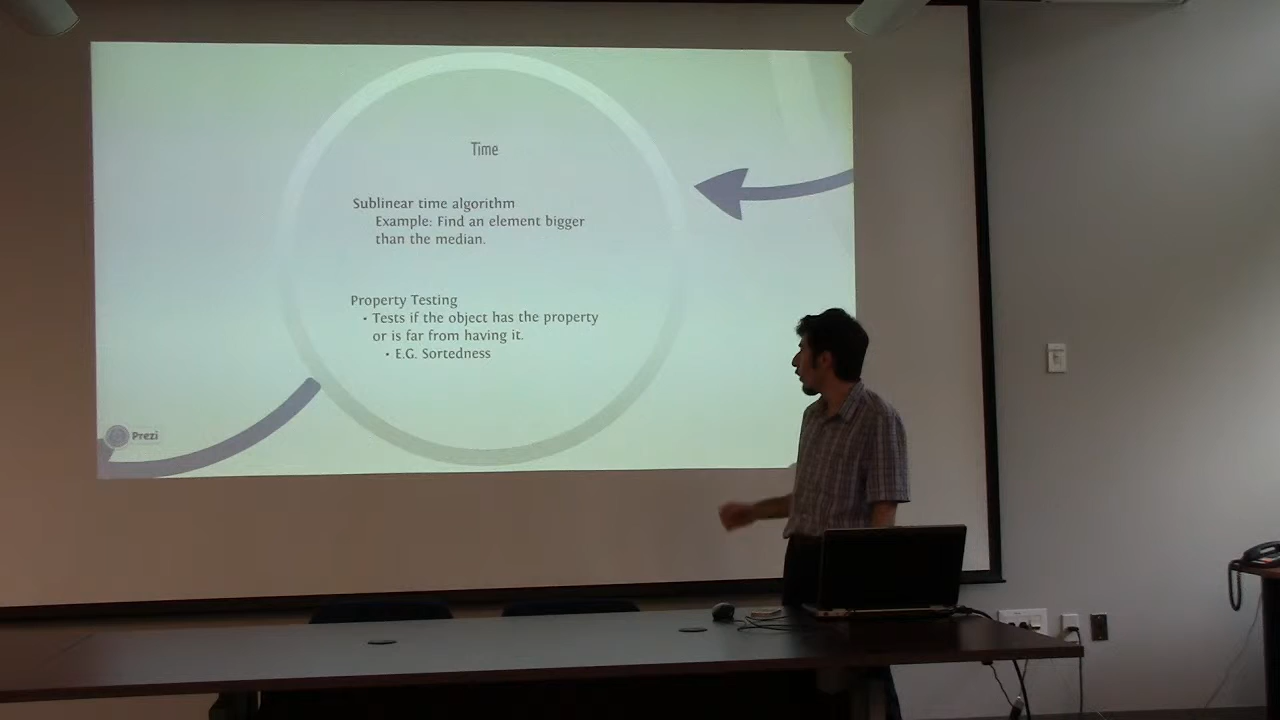 Time
Sublinear time algorithm
Example: Find an element bigger
than the median.
Property Testing
• Tests if the object has the property
or is far from having it.
• E.G. Sortedness
Prezi